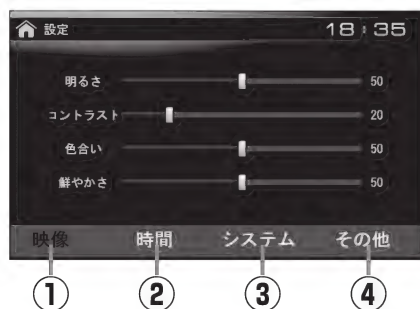 設定 18:35
明るさ 50
コントラスト 20
色合い 50
鮮やかさ 50
映像 時間 システム その他
① ② ③ ④